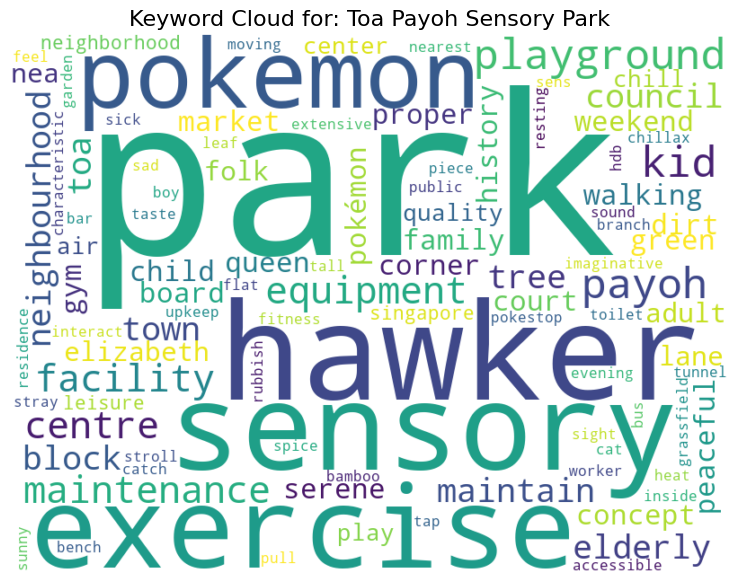 Keyword Cloud for: Toa Payoh Sensory Park
feel
neighborhood
moving
center
nearest
playground
nea
garden
pokemon
sick
market
extensive
proper
history
resting
sens
chill
council
weekend
chillax
neighbourhood
characteristic
toa
park
leaf
folk
sad
boy
taste
bar
pokémon
piece
public
quality
family
kid
hdb
walking
sound
branch
dirt
green
air
gym
child
queen
tall
corner
tree
imaginative
payoh
board
flat
equipment
court
upkeep
town
fitness
singapore
pokestop
toilet
adult
interact
elizabeth
hawker
lane
residence
facility
rubbish
evening
tunnel
stray
leisure
sensory
bus
grassfield
peaceful
centre
block
stroll
catch
spice
sight
cat
worker
heat
maintenance
serene
bamboo
maintain
inside
sunny
bench
exercise
pull
play
tap
concept
elderly
accessible